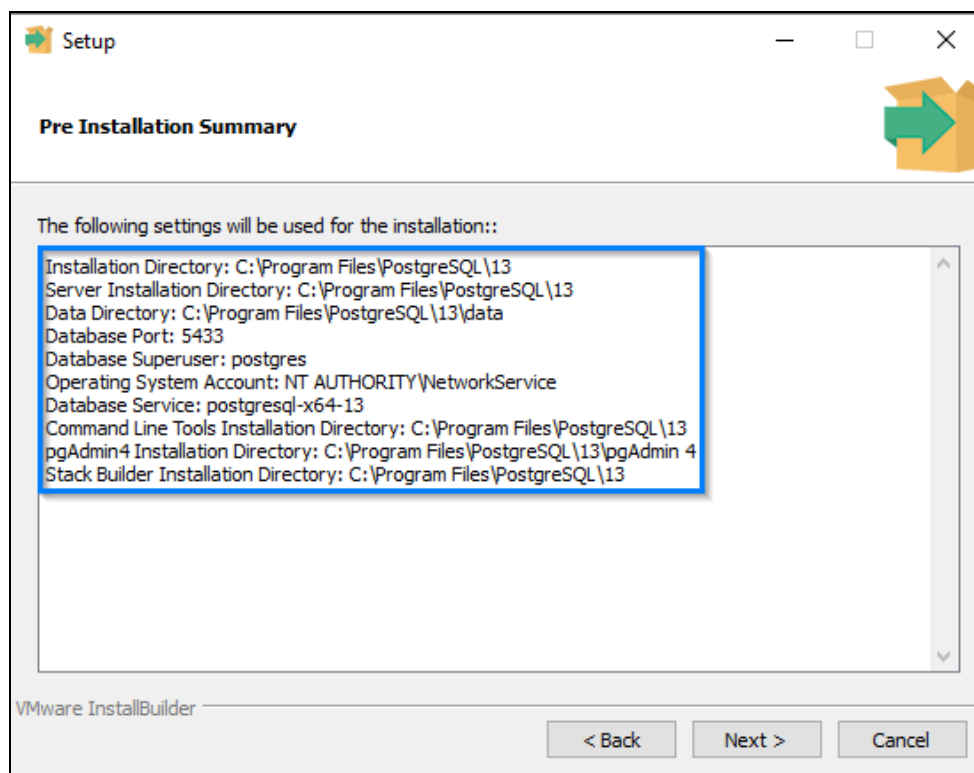 Setup
Pre Installation Summary
The following settings will be used for the installation::
Installation Directory: C:\Program Files\PostgreSQL\13
Server Installation Directory: C:\Program Files\PostgreSQL\13
Data Directory: C:\Program Files\PostgreSQL\13\data
Database Port: 5433
Database Superuser: postgres
Operating System Account: NT AUTHORITY\NetworkService
Database Service: postgresql-x64-13
Command Line Tools Installation Directory: C:\Program Files\PostgreSQL\13
pgAdmin4 Installation Directory: C:\Program Files\PostgreSQL\13\pgAdmin 4
Stack Builder Installation Directory: C:\Program Files\PostgreSQL\13
VMware InstallBuilder
< Back Next > Cancel